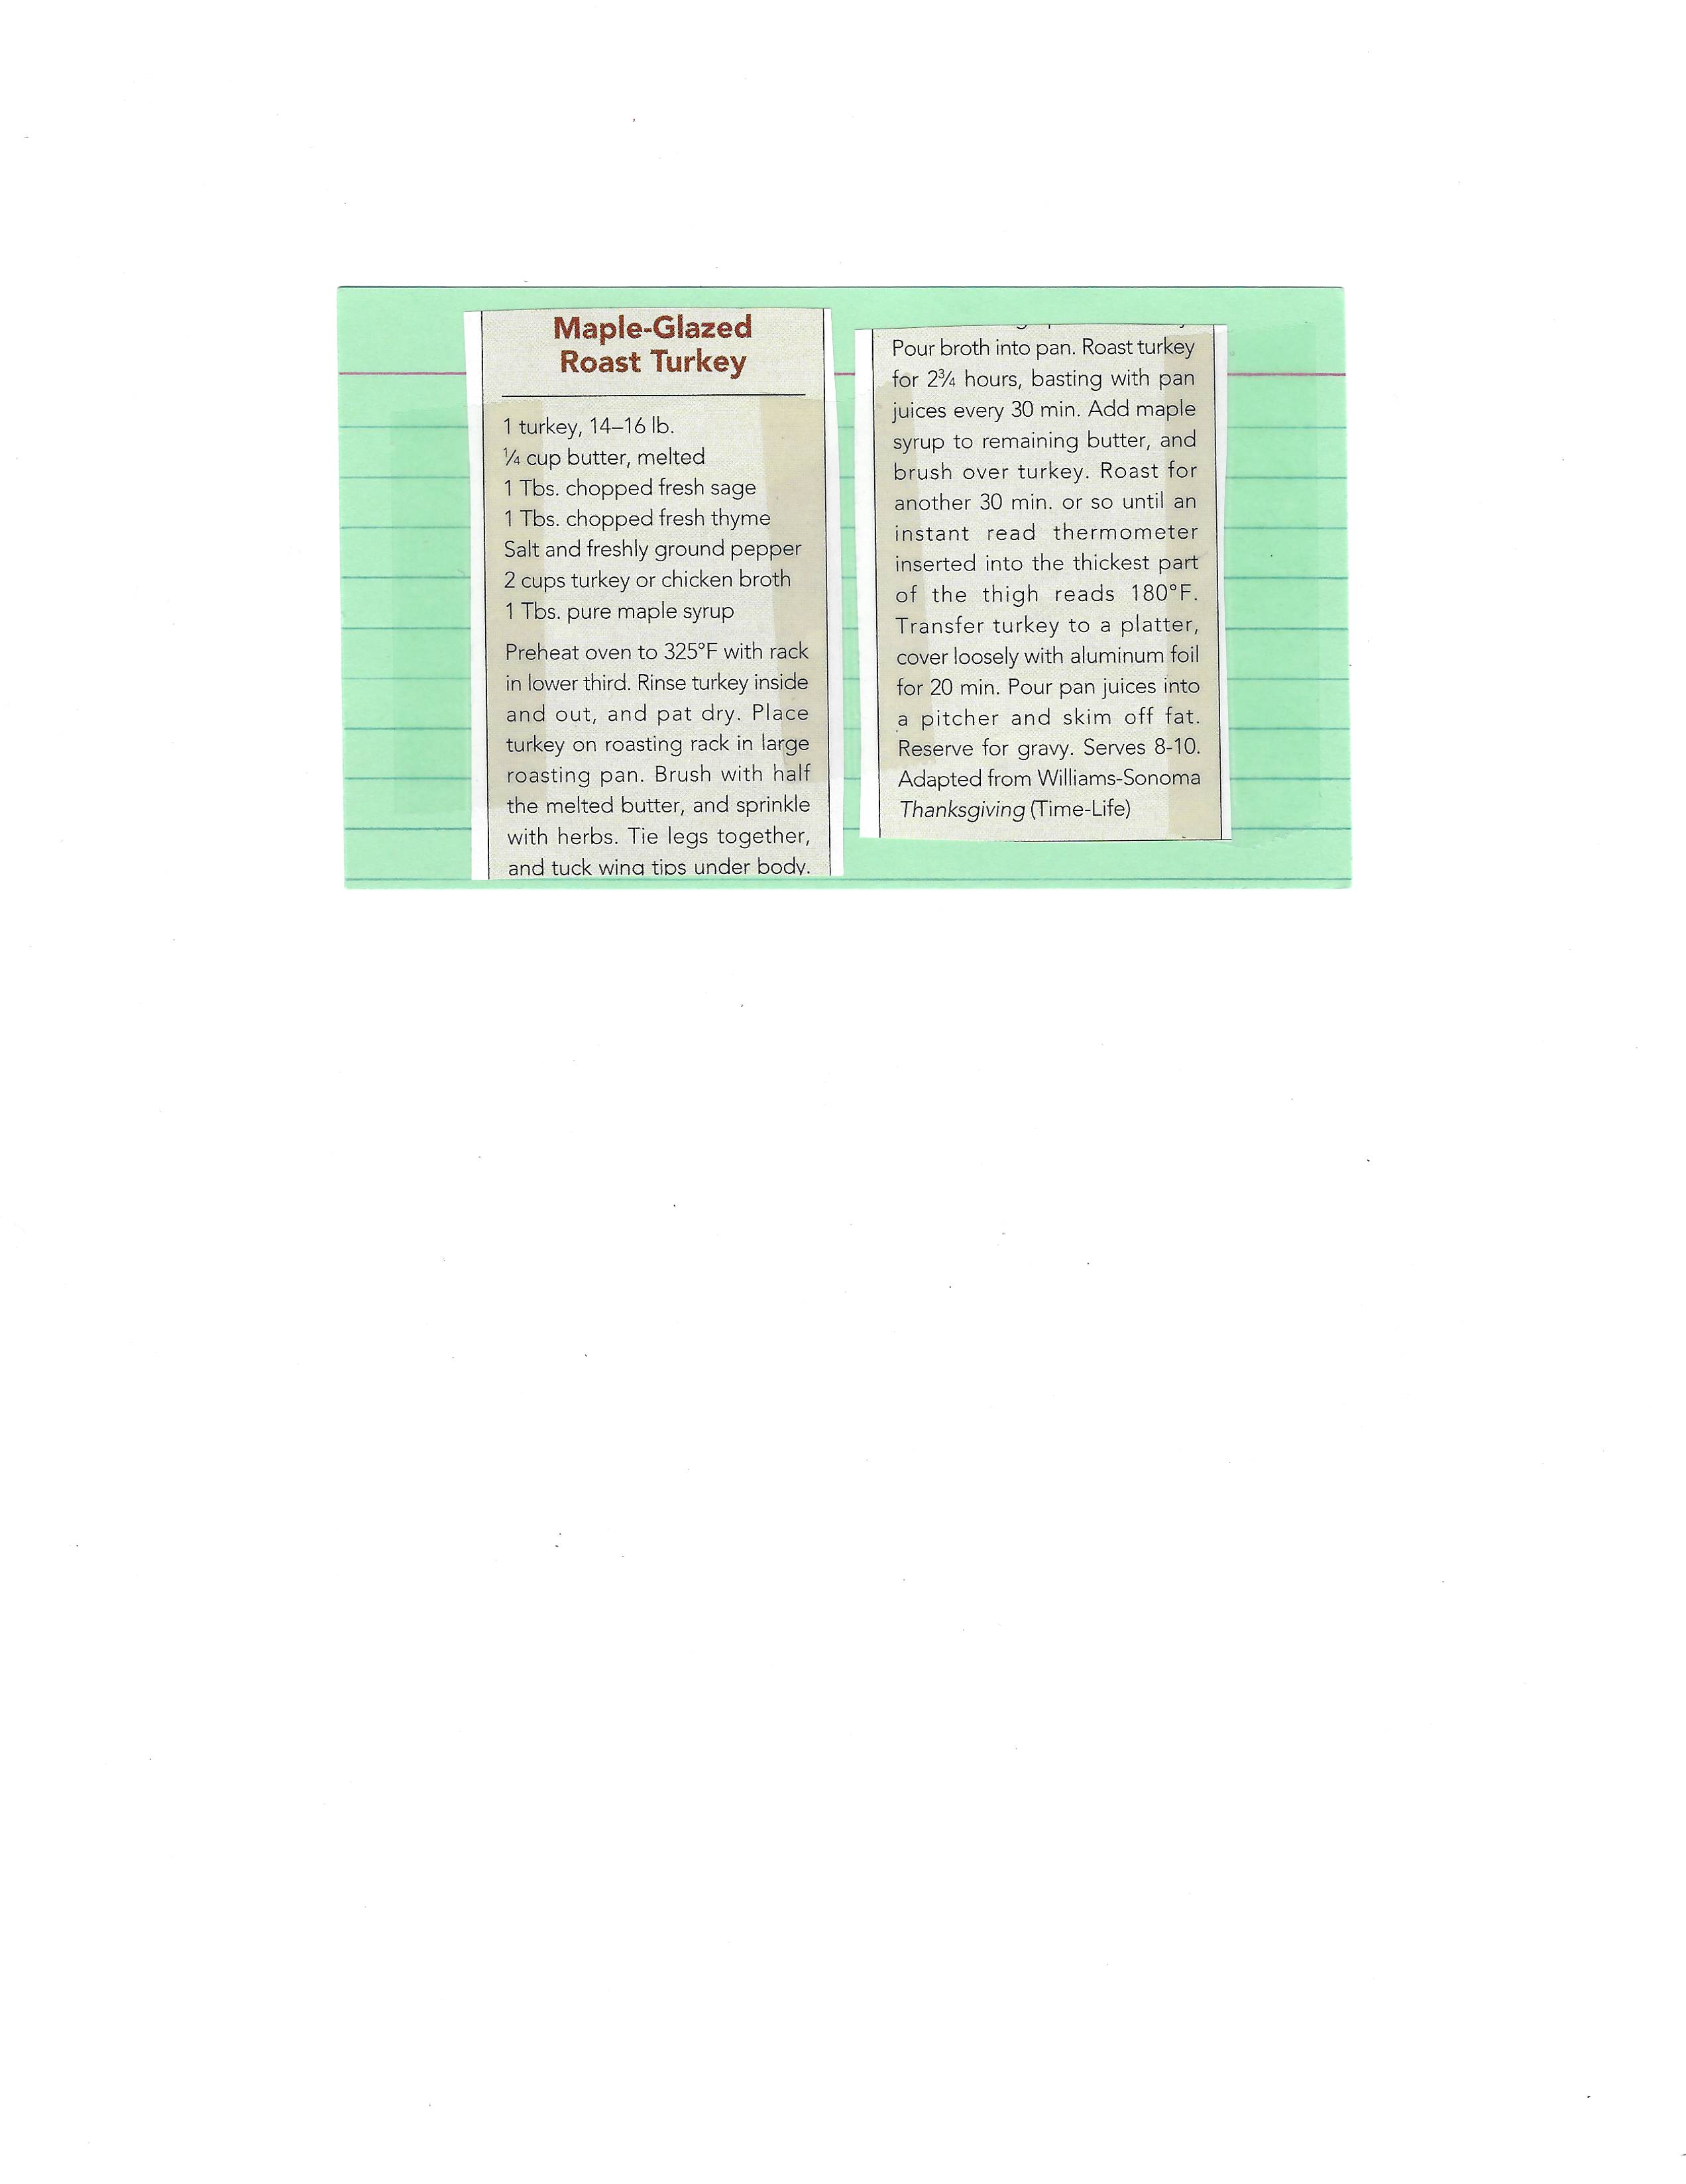 Maple-Glazed
Roast Turkey
1 turkey, 14–16 lb.
¼ cup butter, melted
1 Tbs. chopped fresh sage
1 Tbs. chopped fresh thyme
Salt and freshly ground pepper
2 cups turkey or chicken broth
1 Tbs. pure maple syrup
Preheat oven to 325°F with rack
in lower third. Rinse turkey inside
and out, and pat dry. Place
turkey on roasting rack in large
roasting pan. Brush with half
the melted butter, and sprinkle
with herbs. Tie legs together,
and tuck wing tips under body.
Pour broth into pan. Roast turkey
for 2¾ hours, basting with pan
juices every 30 min. Add maple
syrup to remaining butter, and
brush over turkey. Roast for
another 30 min. or so until an
instant read thermometer
inserted into the thickest part
of the thigh reads 180°F.
Transfer turkey to a platter,
cover loosely with aluminum foil
for 20 min. Pour pan juices into
a pitcher and skim off fat.
Reserve for gravy. Serves 8-10.
Adapted from Williams-Sonoma
Thanksgiving (Time-Life)